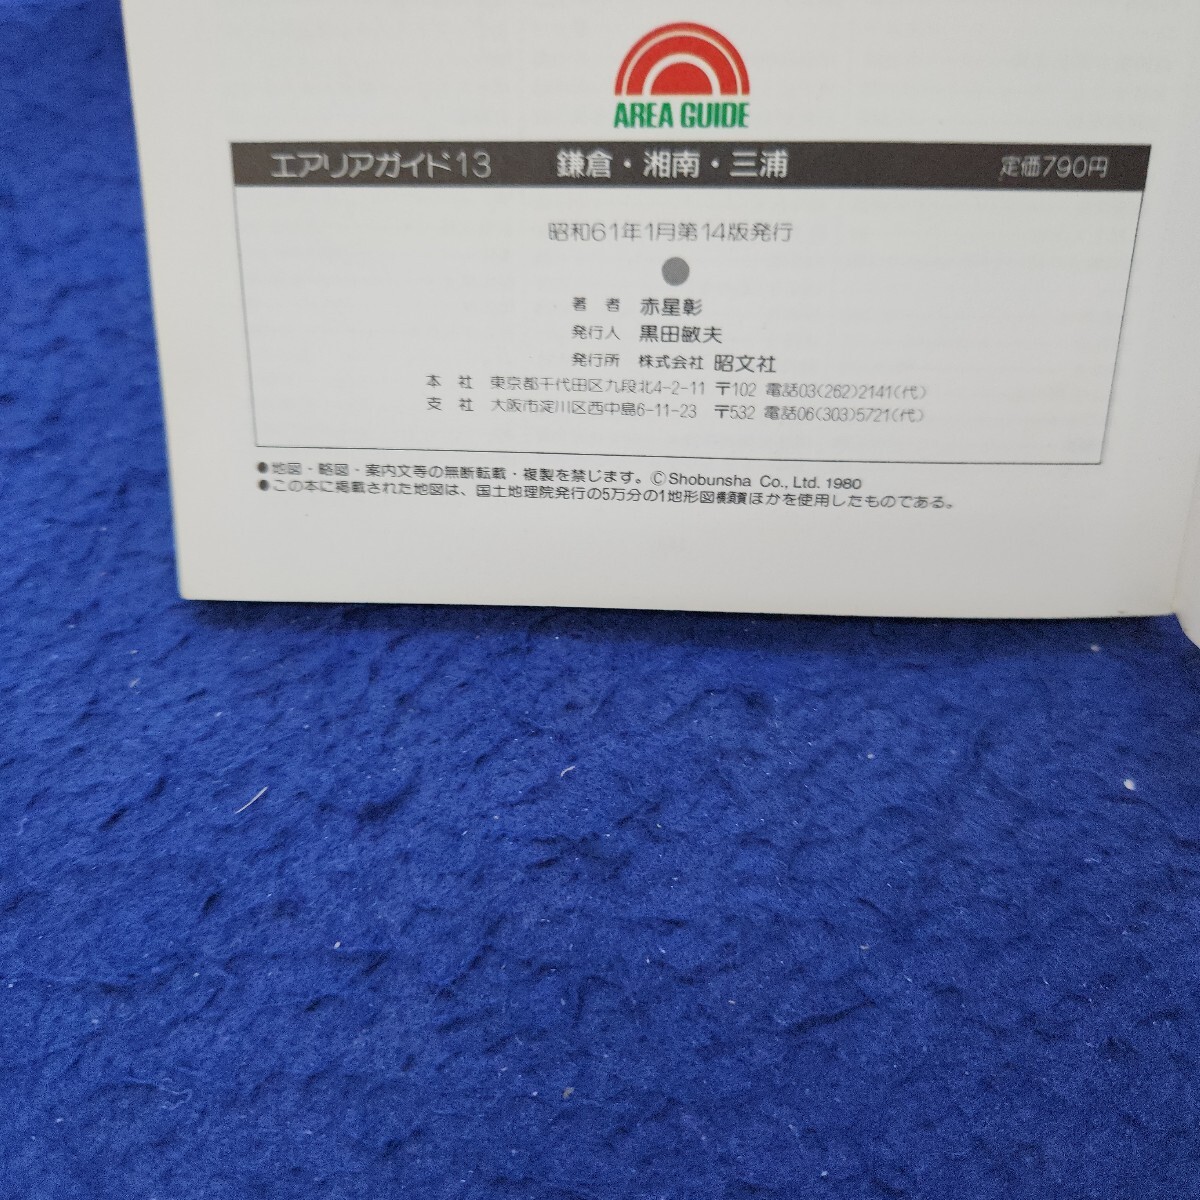 AREA GUIDE
エアリアガイド13 鎌倉・湘南・三浦 定価790円
昭和61年1月第14版発行
著者 赤星彰
発行人 黒田敏夫
発行所 株式会社 昭文社
本社 東京都千代田区九段北4-2-11 〒102 電話03(262)2141(代)
支社 大阪市淀川区西中島6-11-23 〒532 電話06(303)5721(代)
●地図・略図・案内文等の無断転載・複製を禁じます。©Shobunsha Co., Ltd. 1980
●この本に掲載された地図は、国土地理院発行の5万分の1地形図横須賀ほかを使用したものである。